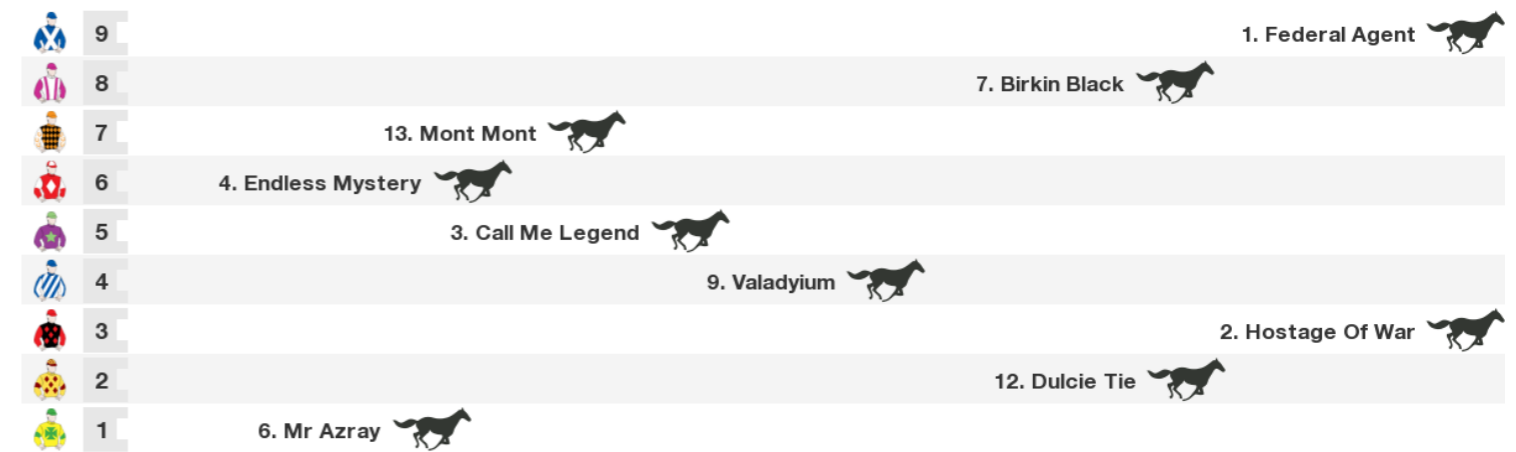 9 1. Federal Agent
8 7. Birkin Black
7 13. Mont Mont
6 4. Endless Mystery
5 3. Call Me Legend
4 9. Valadyium
3 2. Hostage Of War
2 12. Dulcie Tie
1 6. Mr Azray